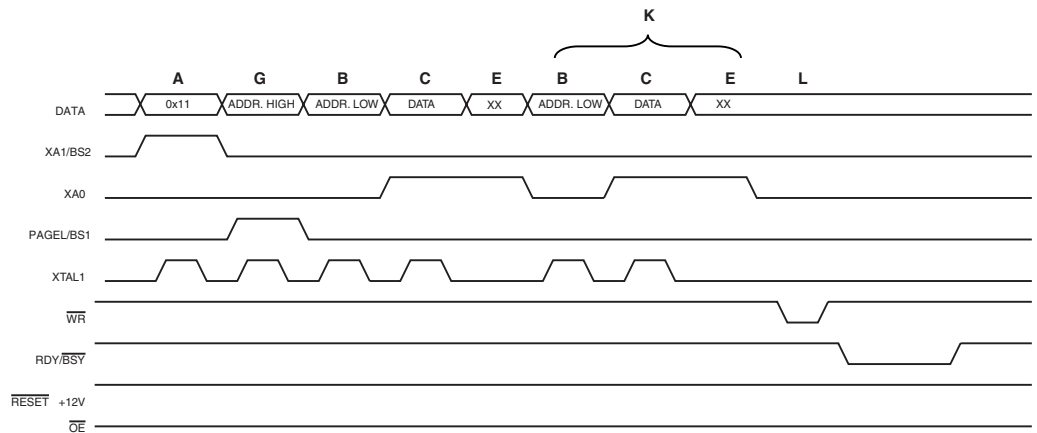 K
A G B C E B C E L
DATA 0x11 ADDR. HIGH ADDR. LOW DATA XX ADDR. LOW DATA XX
XA1/BS2
XA0
PAGEL/BS1
XTAL1
WR
RDY/BSY
RESET +12V
OE